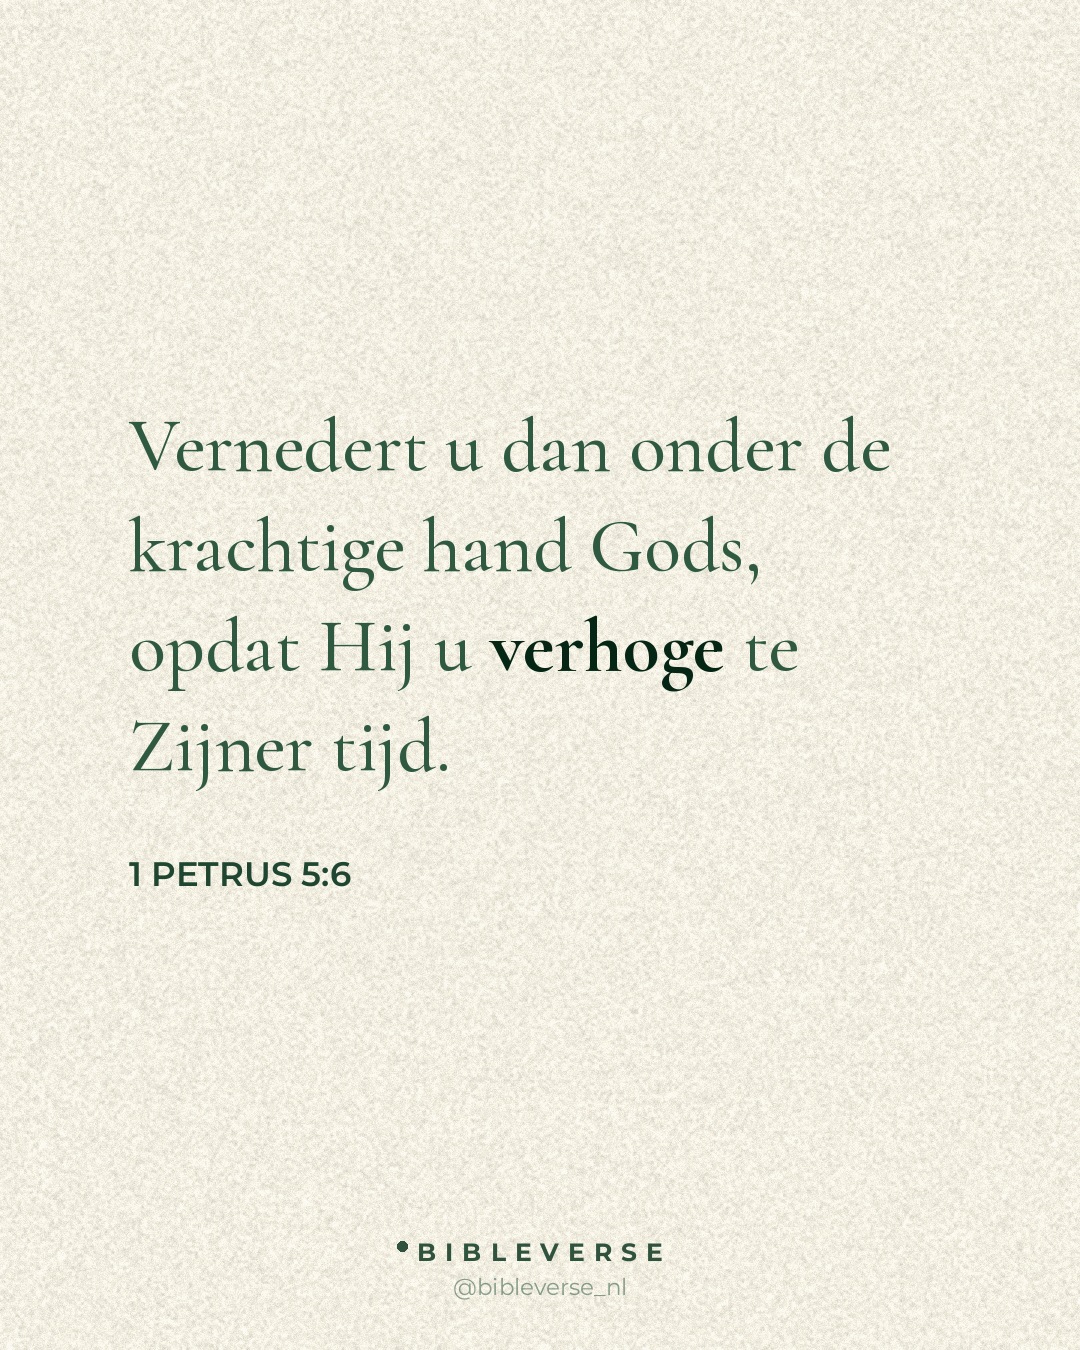 Vernedert u dan onder de
krachtige hand Gods,
opdat Hij u verhoge te
Zijner tijd.
1 PETRUS 5:6
BIBLEVERSE
@bibleverse_nl